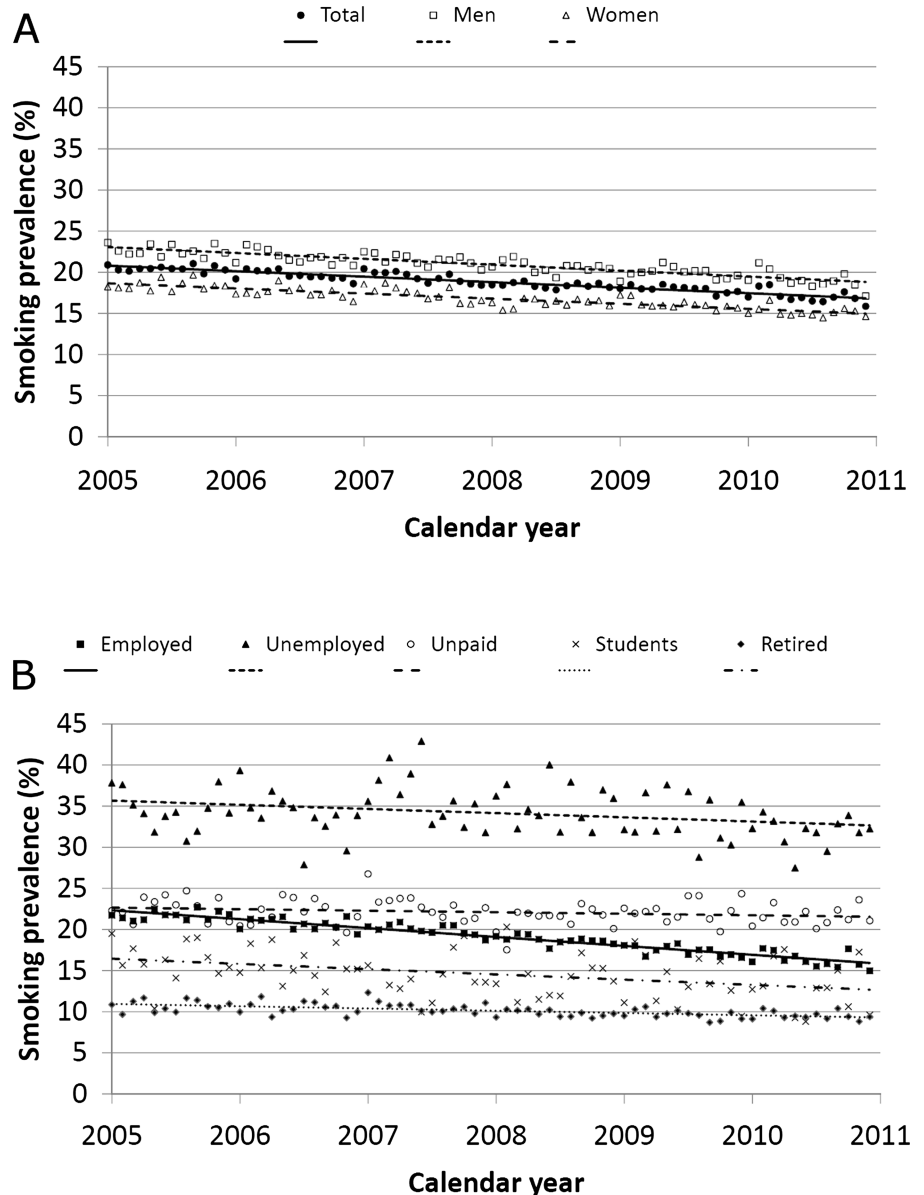 A
Total Men Women
45
40
35
30
25
20
15
10
5
0
Smoking prevalence (%)
2005 2006 2007 2008 2009 2010 2011
Calendar year
Employed Unemployed Unpaid Students Retired
B
45
40
35
30
25
20
15
10
5
0
Smoking prevalence (%)
2005 2006 2007 2008 2009 2010 2011
Calendar year